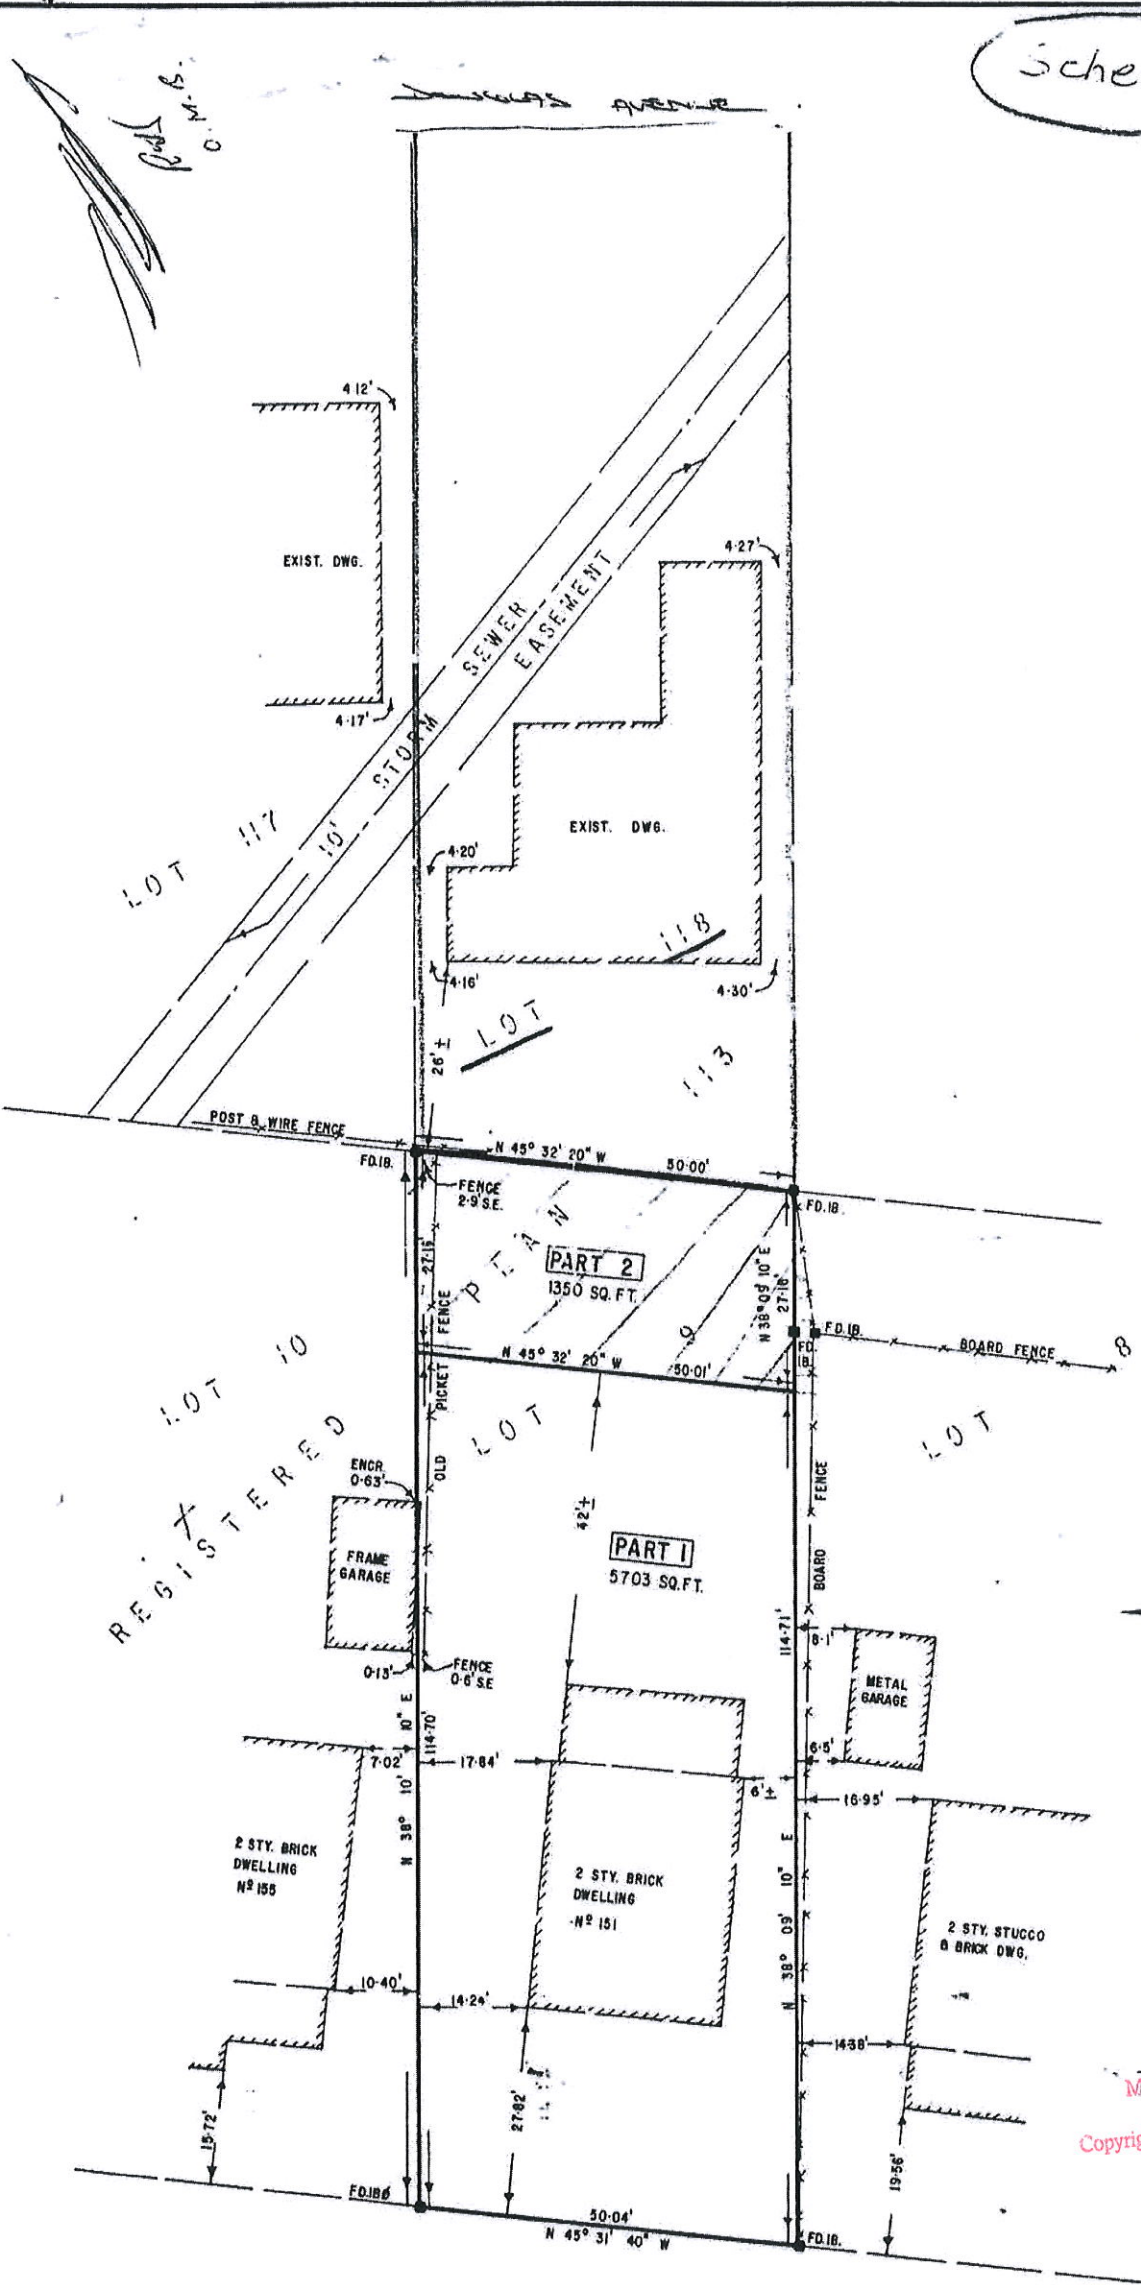 Sche
O.M.B.
DOUGLAS AVENUE
4·12'
EXIST. DWG.
4·17'
4·27'
10' STORM SEWER EASEMENT
LOT 117
EXIST. DWG.
4·20'
118
4·16'
4·30'
LOT
113
26' ±
POST & WIRE FENCE
N 45° 32' 20" W 50·00'
FD.IB.
FENCE
2·9' S.E.
FD.IB.
PLAN
PART 2
1350 SQ. FT.
27·15'
N 38° 09' 10" E
27·16'
FD.IB.
FD.
IB.
BOARD FENCE
8
9
N 45° 32' 20" W 50·01'
OLD PICKET FENCE
LOT 10
LOT
LOT
REGISTERED
ENCR.
0·63'
42' ±
BOARD FENCE
PART 1
5703 SQ.FT.
FRAME
GARAGE
0·13'
FENCE
0·6' S.E
114·71'
8·1'
METAL
GARAGE
6·5'
N 38° 10' 10" E
114·70'
7·02'
17·84'
6' ±
16·95'
2 STY. BRICK
DWELLING
Nº 155
2 STY. BRICK
DWELLING
Nº 151
N 38° 09' 10" E
2 STY. STUCCO
& BRICK DWG.
10·40'
14·24'
14·38'
15·72'
27·82'
19·56'
M
Copyrig
FD.IBØ
50·04'
N 45° 31' 40" W
FD.IB.